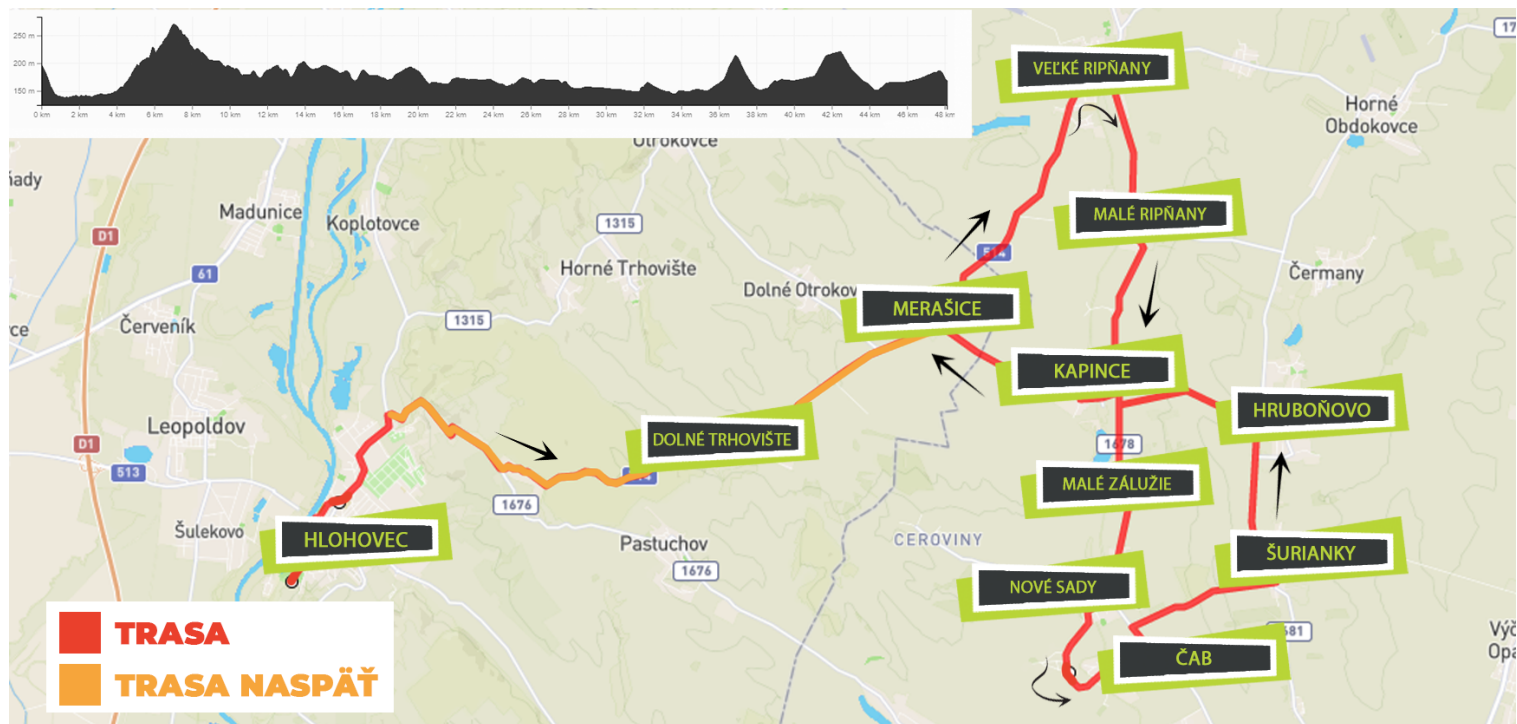 250 m
200 m
150 m
0 km 2 km 4 km 6 km 8 km 10 km 12 km 14 km 16 km 18 km 20 km 22 km 24 km 26 km 28 km 30 km 32 km 34 km 36 km 38 km 40 km 42 km 44 km 46 km 48 km
VEĽKÉ RIPŇANY
Horné
Obdokovce
Madunice
Koplotovce
1315
MALÉ RIPŇANY
D1
61
Horné Trhovište
Dolné Otrokov
Čermany
Červeník
1315
MERAŠICE
KAPINCE
HRUBOŇOVO
Leopoldov
DOLNÉ TRHOVIŠTE
D1
513
1678
MALÉ ZÁLUŽIE
1676
Šulekovo
HLOHOVEC
Pastuchov
CEROVINY
ŠURIANKY
1676
NOVÉ SADY
ČAB
TRASA
TRASA NASPÄŤ